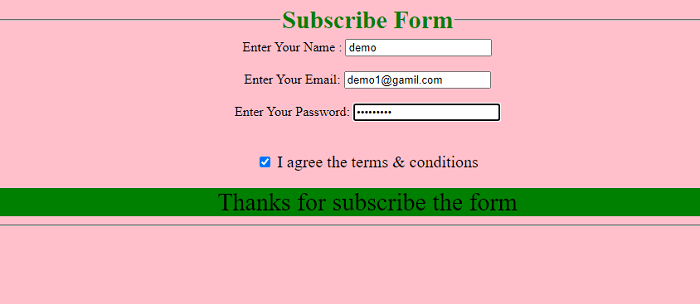 Subscribe Form
Enter Your Name : demo
Enter Your Email: demo1@gamil.com
Enter Your Password: •••••••••
I agree the terms & conditions
Thanks for subscribe the form